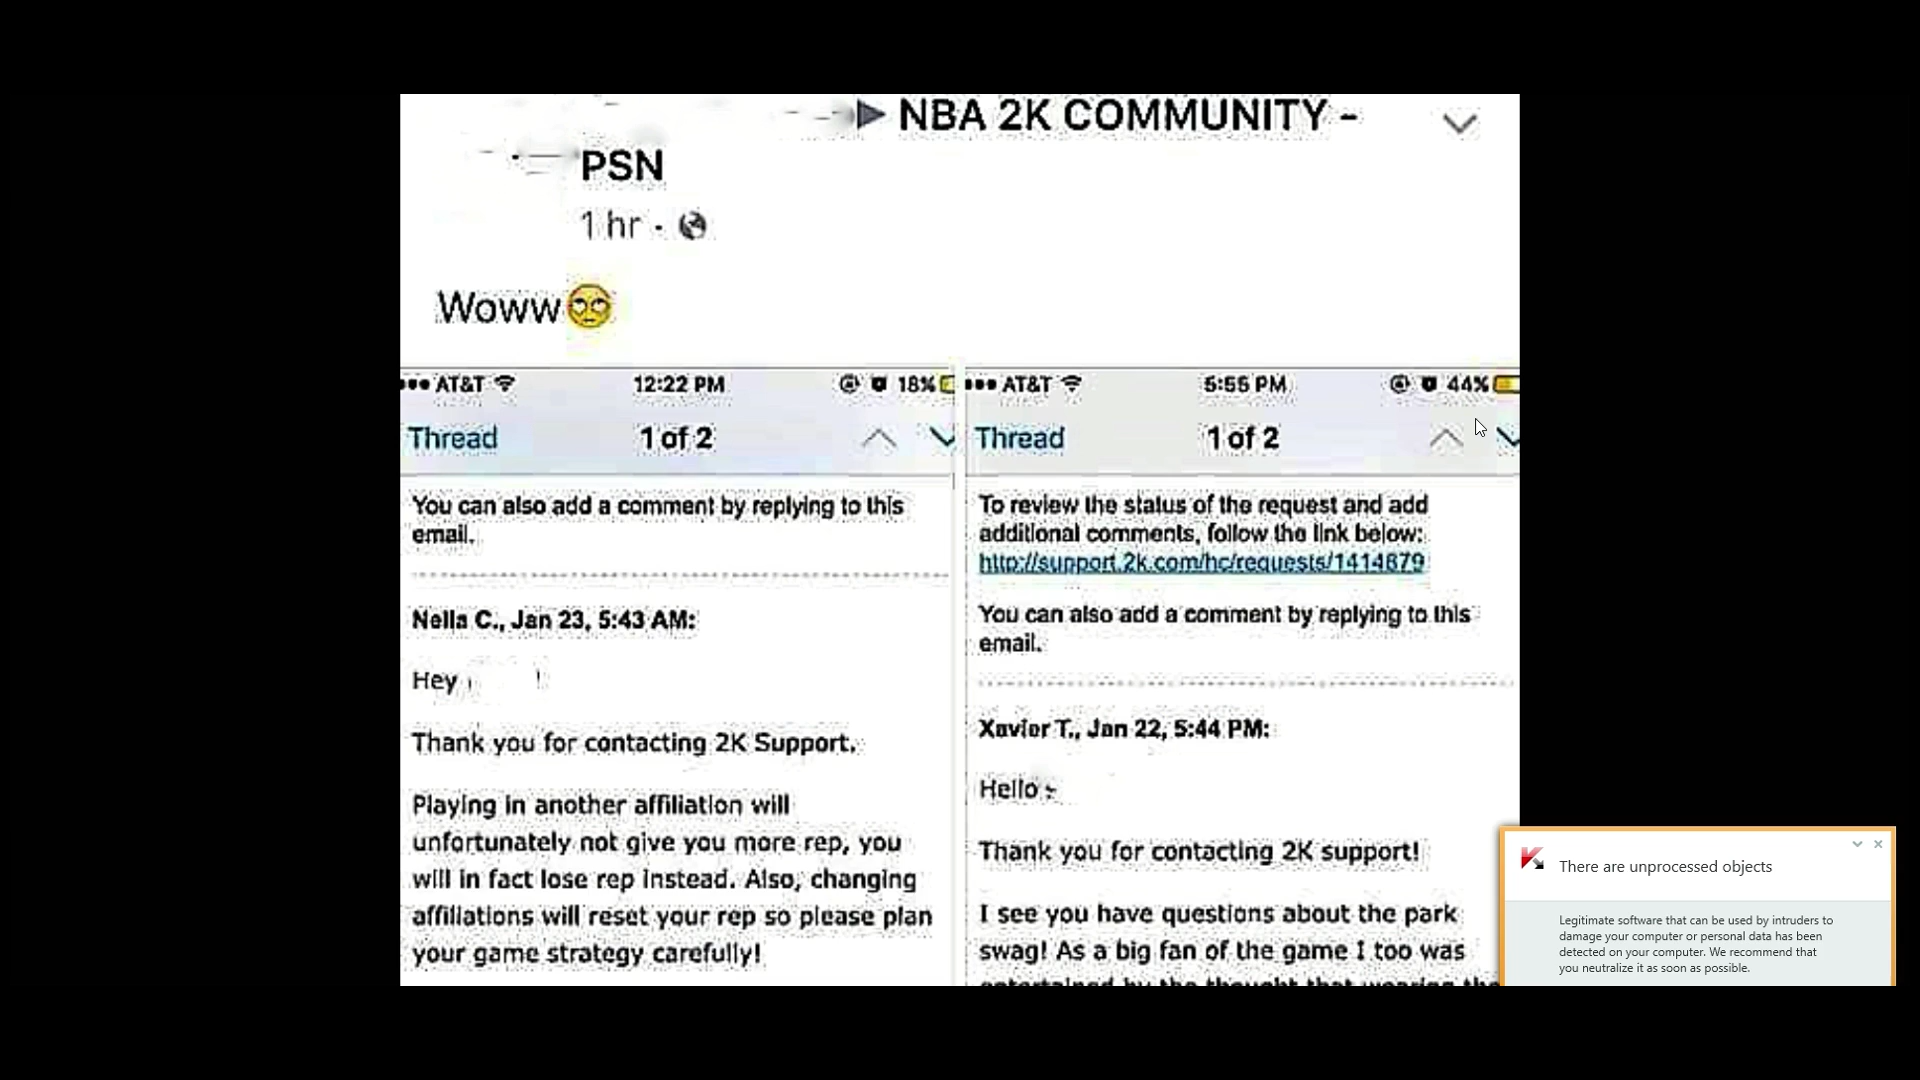 NBA 2K COMMUNITY -
PSN
1 hr ·
Woww
AT&T 12:22 PM 18%
Thread 1 of 2
You can also add a comment by replying to this
email.
Nella C., Jan 23, 5:43 AM:
Hey !
Thank you for contacting 2K Support.
Playing in another affiliation will
unfortunately not give you more rep, you
will in fact lose rep instead. Also, changing
affiliations will reset your rep so please plan
your game strategy carefully!
AT&T 5:55 PM 44%
Thread 1 of 2
To review the status of the request and add
additional comments, follow the link below:
http://support.2k.com/hc/requests/1414679
You can also add a comment by replying to this
email.
Xavier T., Jan 22, 5:44 PM:
Hello
Thank you for contacting 2K support!
I see you have questions about the park
swag! As a big fan of the game I too was
entertained by the thought that wearing the
There are unprocessed objects
Legitimate software that can be used by intruders to
damage your computer or personal data has been
detected on your computer. We recommend that
you neutralize it as soon as possible.